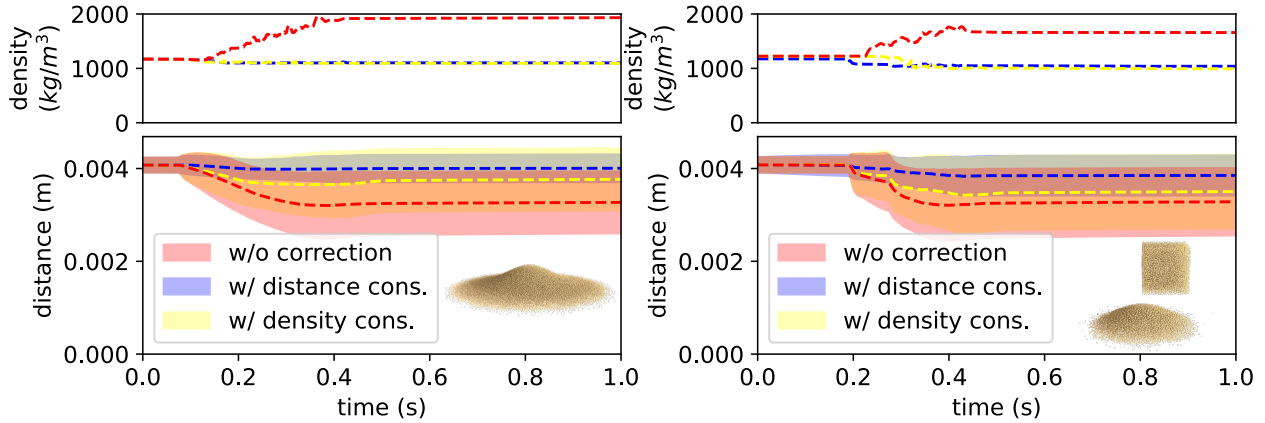 2000
1000
0
density
(kg/m³)
0.004
0.002
0.000
distance (m)
w/o correction
w/ distance cons.
w/ density cons.
0.0 0.2 0.4 0.6 0.8 1.0
time (s)
2000
1000
0
density
(kg/m³)
0.004
0.002
0.000
distance (m)
w/o correction
w/ distance cons.
w/ density cons.
0.0 0.2 0.4 0.6 0.8 1.0
time (s)